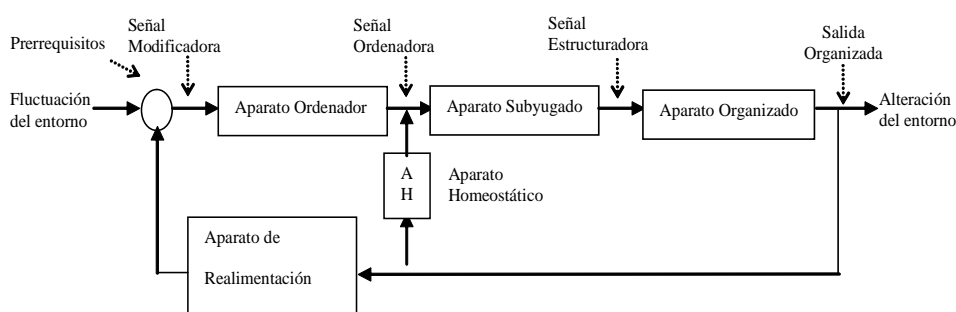 Prerrequisitos
Señal
Modificadora
Señal
Ordenadora
Señal
Estructuradora
Salida
Organizada
Fluctuación
del entorno
Aparato Ordenador
Aparato Subyugado
Aparato Organizado
Alteración
del entorno
A
H
Aparato
Homeostático
Aparato de
Realimentación